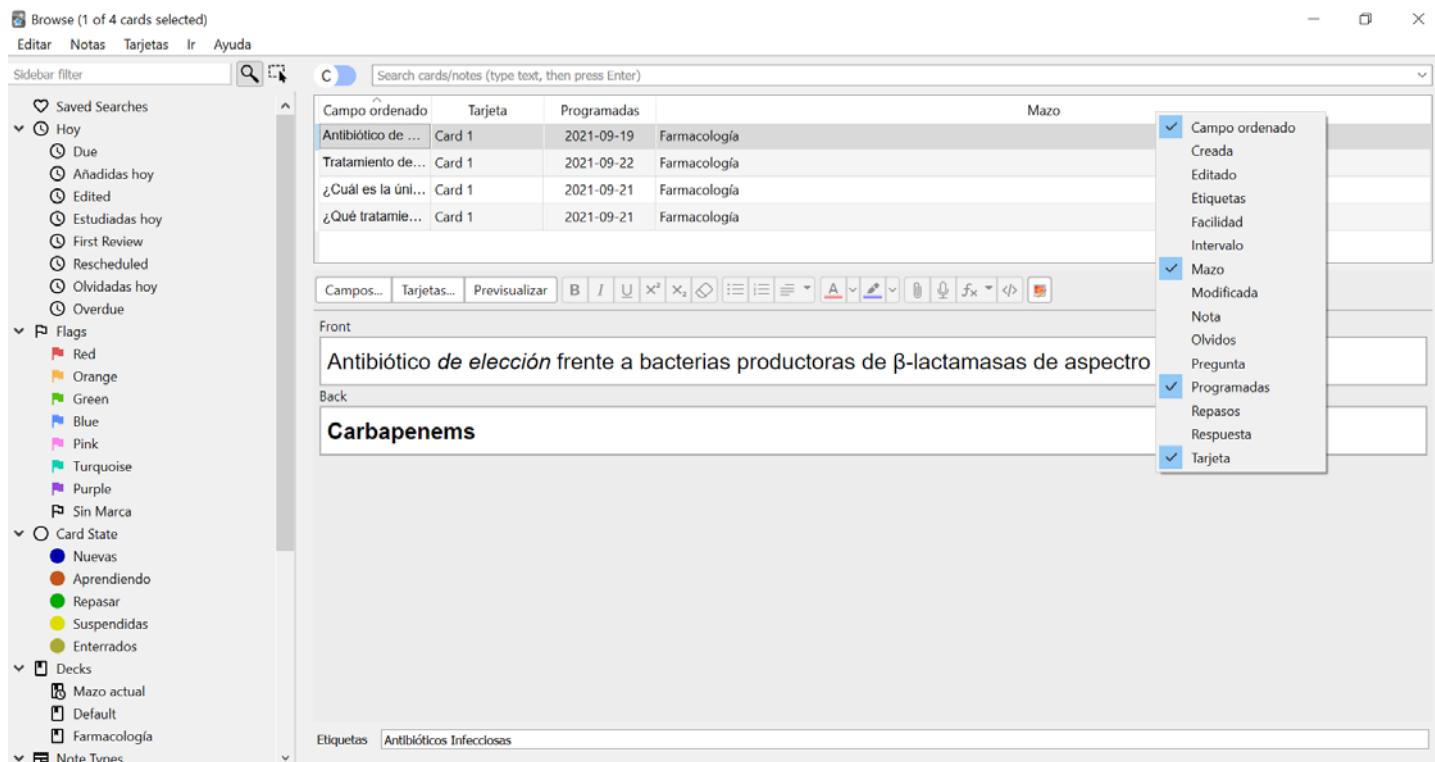 Browse (1 of 4 cards selected)
Editar Notas Tarjetas Ir Ayuda
Sidebar filter
C
Search cards/notes (type text, then press Enter)
Saved Searches
Hoy
Due
Añadidas hoy
Edited
Estudiadas hoy
First Review
Rescheduled
Olvidadas hoy
Overdue
Flags
Red
Orange
Green
Blue
Pink
Turquoise
Purple
Sin Marca
Card State
Nuevas
Aprendiendo
Repasar
Suspendidas
Enterrados
Decks
Mazo actual
Default
Farmacología
Note Types
Campo ordenado Tarjeta Programadas Mazo
Antibiótico de ... Card 1 2021-09-19 Farmacología
Tratamiento de... Card 1 2021-09-22 Farmacología
¿Cuál es la úni... Card 1 2021-09-21 Farmacología
¿Qué tratamie... Card 1 2021-09-21 Farmacología
Campos... Tarjetas... Previsualizar B I U x² x₂ A fx </>
Front
Antibiótico de elección frente a bacterias productoras de β-lactamasas de aspectro
Back
Carbapenems
Etiquetas Antibióticos Infecciosas
Campo ordenado
Creada
Editado
Etiquetas
Facilidad
Intervalo
Mazo
Modificada
Nota
Olvidos
Pregunta
Programadas
Repasos
Respuesta
Tarjeta